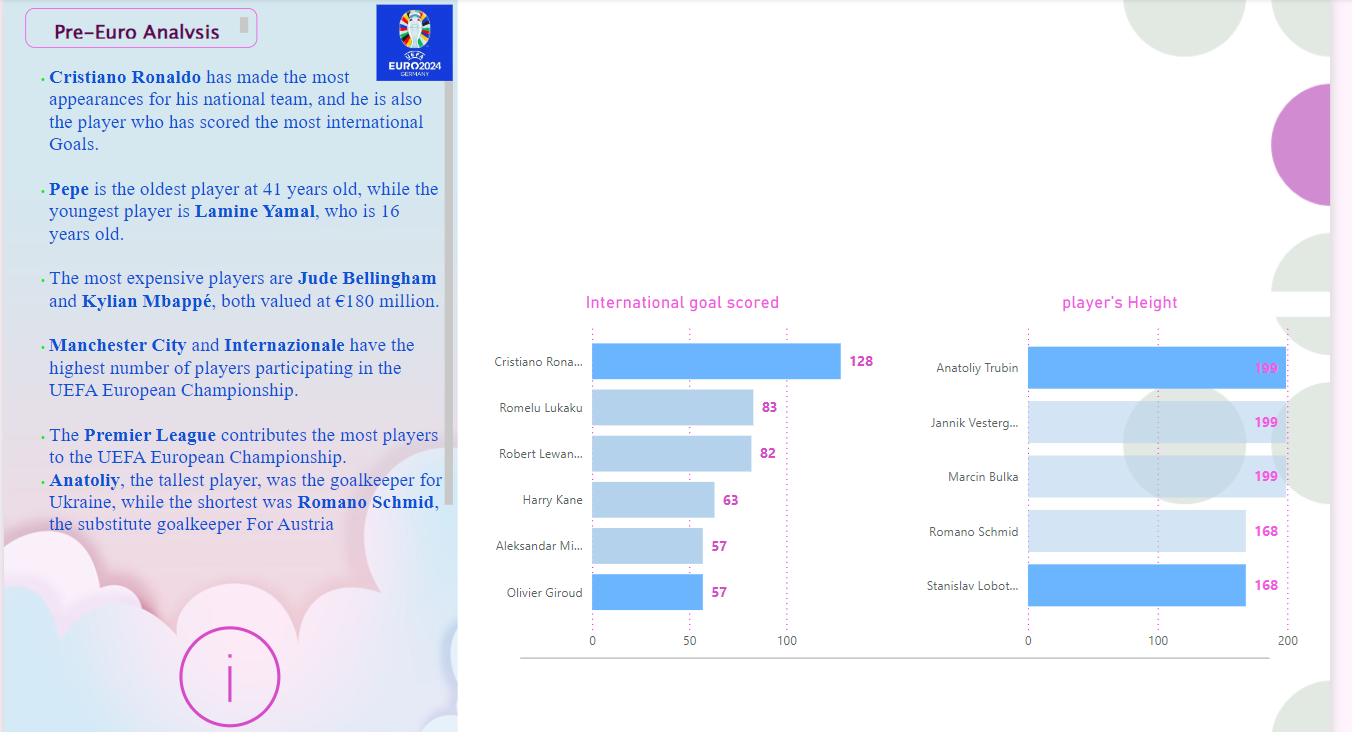 Pre-Euro Analysis
UEFA
EURO2024
GERMANY
Cristiano Ronaldo has made the most
appearances for his national team, and he is also
the player who has scored the most international
Goals.
Pepe is the oldest player at 41 years old, while the
youngest player is Lamine Yamal, who is 16
years old.
The most expensive players are Jude Bellingham
and Kylian Mbappé, both valued at €180 million.
Manchester City and Internazionale have the
highest number of players participating in the
UEFA European Championship.
The Premier League contributes the most players
to the UEFA European Championship.
Anatoliy, the tallest player, was the goalkeeper for
Ukraine, while the shortest was Romano Schmid,
the substitute goalkeeper For Austria
i
International goal scored
Cristiano Rona... 128
Romelu Lukaku 83
Robert Lewan... 82
Harry Kane 63
Aleksandar Mi... 57
Olivier Giroud 57
0 50 100
player's Height
Anatoliy Trubin 199
Jannik Vesterg... 199
Marcin Bulka 199
Romano Schmid 168
Stanislav Lobot... 168
0 100 200